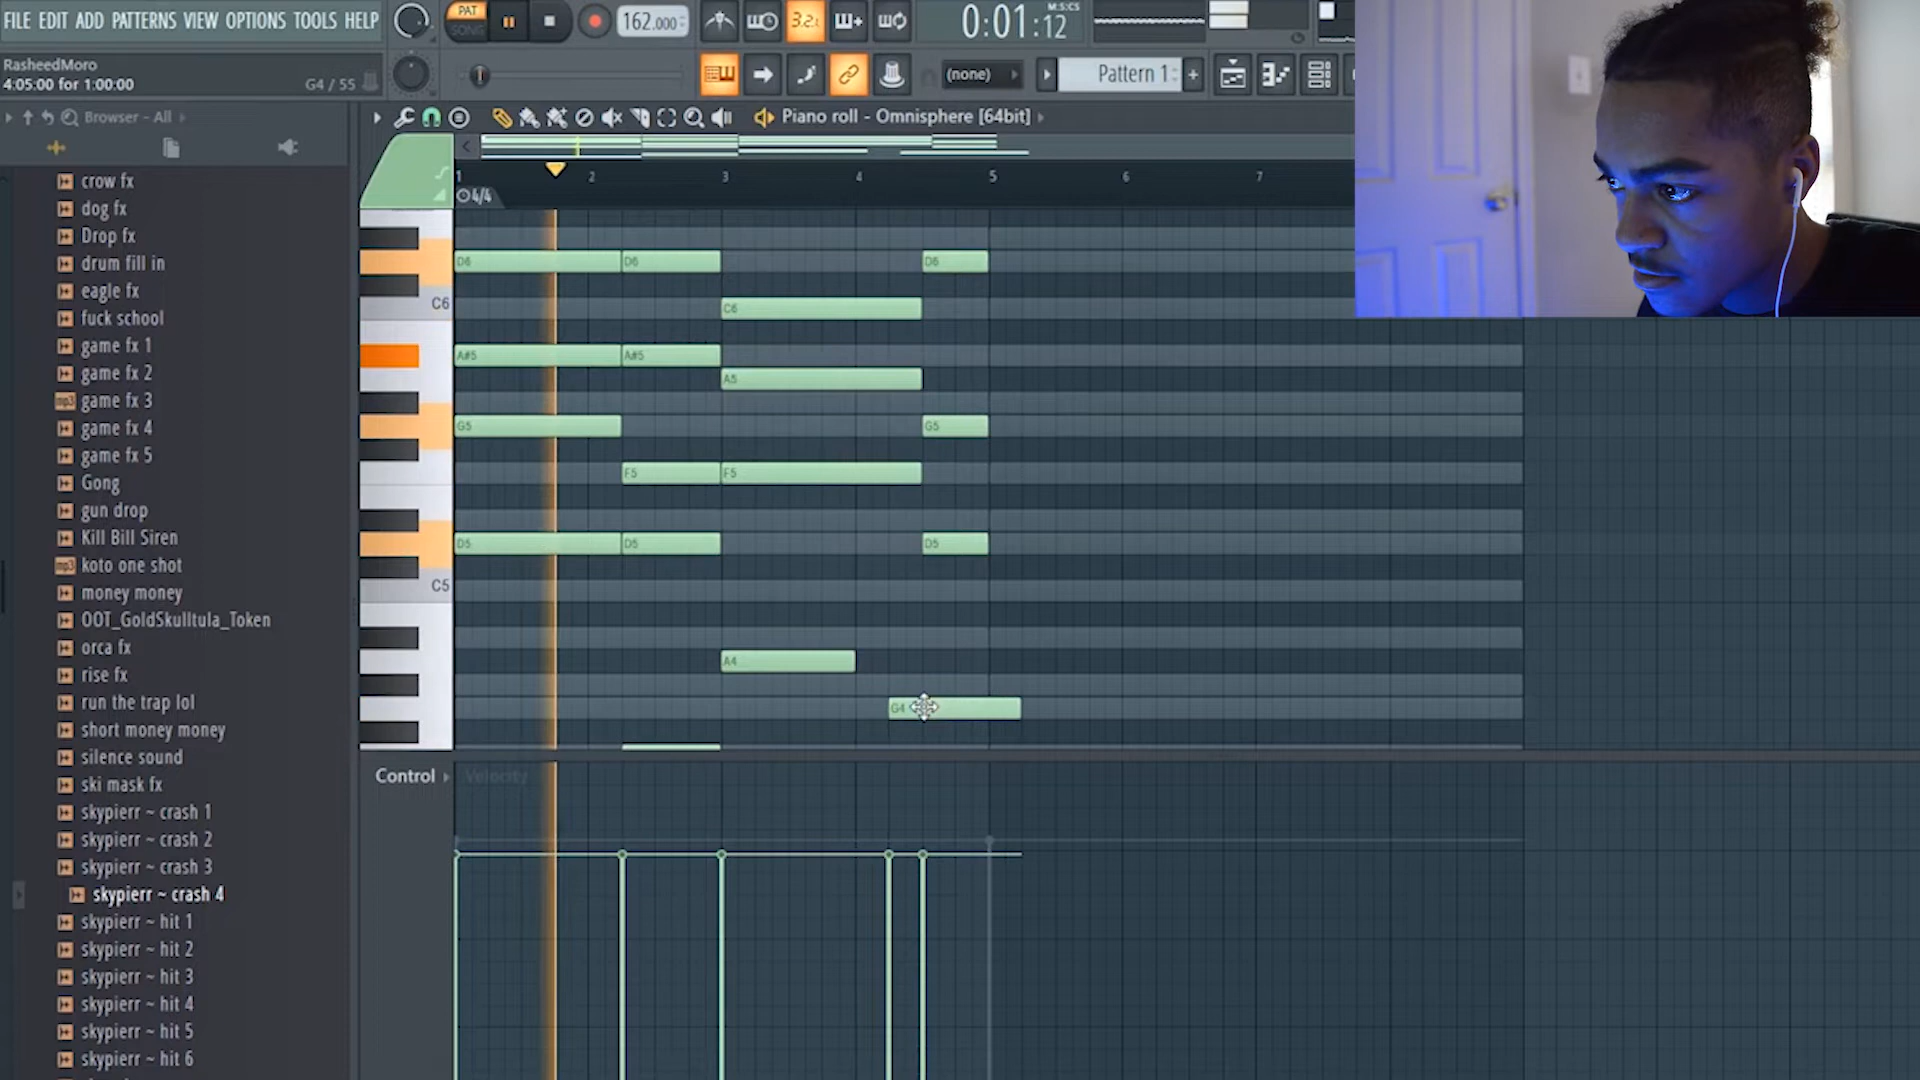 FILE EDIT ADD PATTERNS VIEW OPTIONS TOOLS HELP
PAT
SONG
162.000
3.2.
0:01:12
M:S:CS
RasheedMoro
4:05:00 for 1:00:00
G4 / 55
(none)
Pattern 1
Browser - All
Piano roll - Omnisphere [64bit]
1 2 3 4 5 6 7
4/4
crow fx
dog fx
Drop fx
drum fill in
eagle fx
fuck school
game fx 1
game fx 2
game fx 3
game fx 4
game fx 5
Gong
gun drop
Kill Bill Siren
koto one shot
money money
OOT_GoldSkulltula_Token
orca fx
rise fx
run the trap lol
short money money
silence sound
ski mask fx
skypierr ~ crash 1
skypierr ~ crash 2
skypierr ~ crash 3
skypierr ~ crash 4
skypierr ~ hit 1
skypierr ~ hit 2
skypierr ~ hit 3
skypierr ~ hit 4
skypierr ~ hit 5
skypierr ~ hit 6
mp3
mp3
D6 D6 D6
C6 C6
A#5 A#5
A5
G5 G5
F5 F5
D5 D5 D5
C5
A4
G4
Control
Velocity